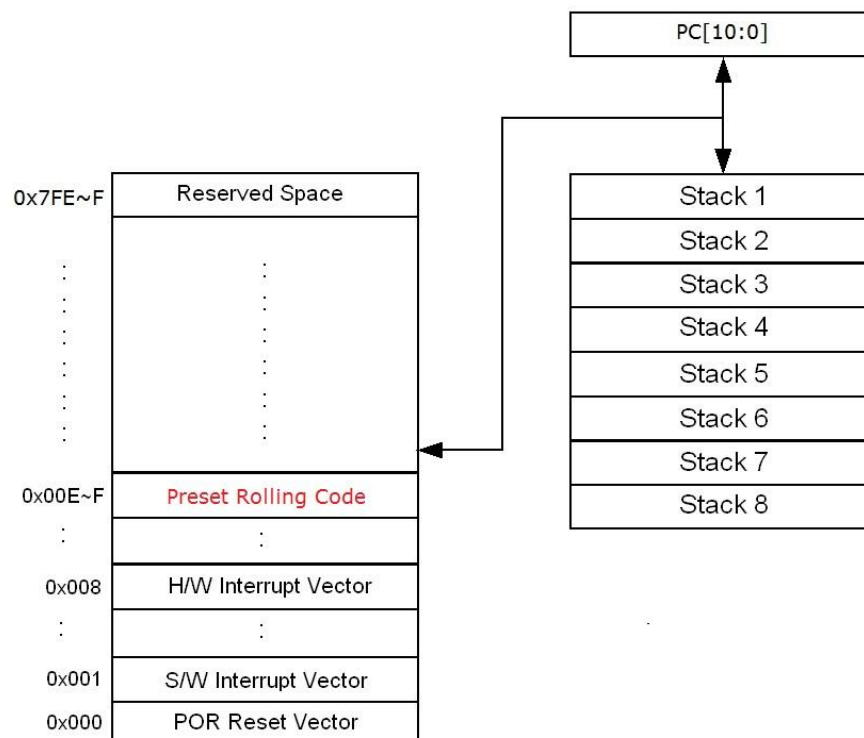 PC[10:0]
0x7FE~F Reserved Space
Stack 1
Stack 2
Stack 3
Stack 4
Stack 5
Stack 6
Stack 7
Stack 8
0x00E~F Preset Rolling Code
0x008 H/W Interrupt Vector
0x001 S/W Interrupt Vector
0x000 POR Reset Vector